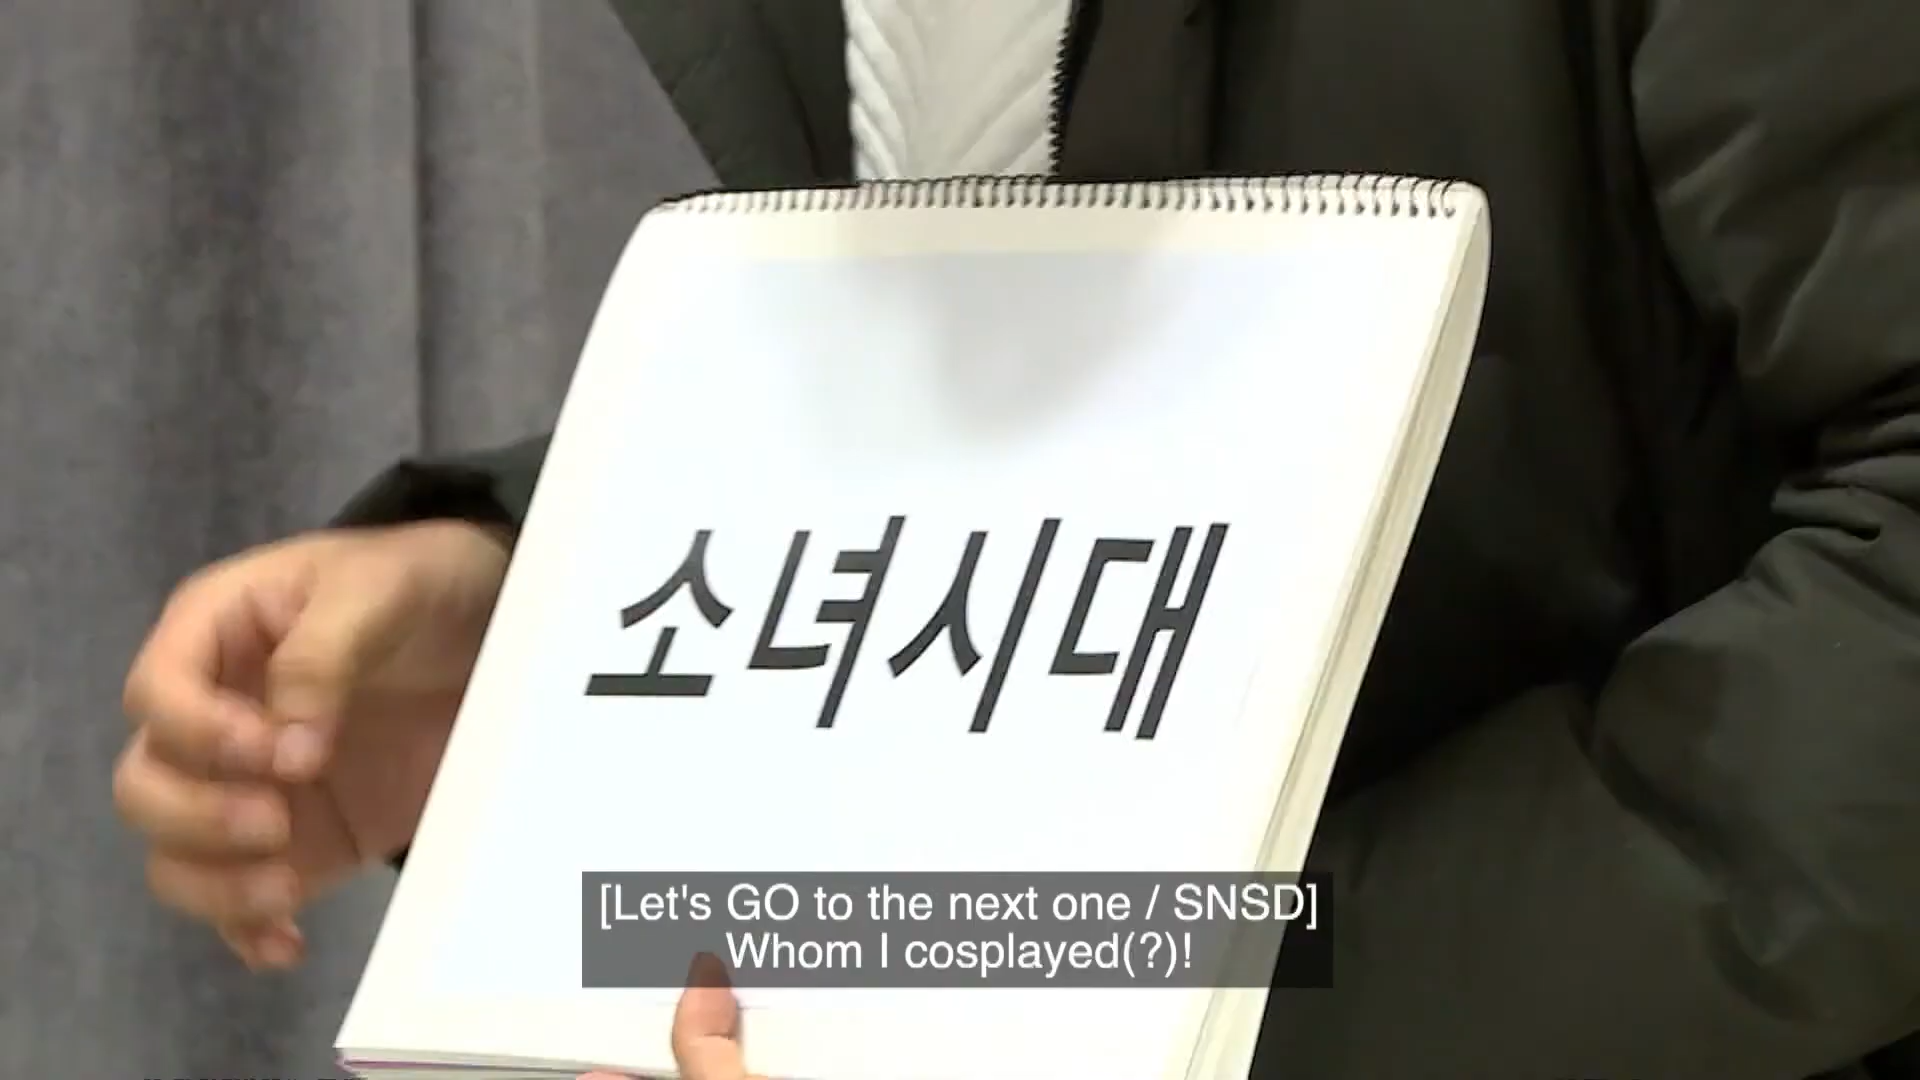 소녀시대
[Let's GO to the next one / SNSD]
Whom I cosplayed(?)!